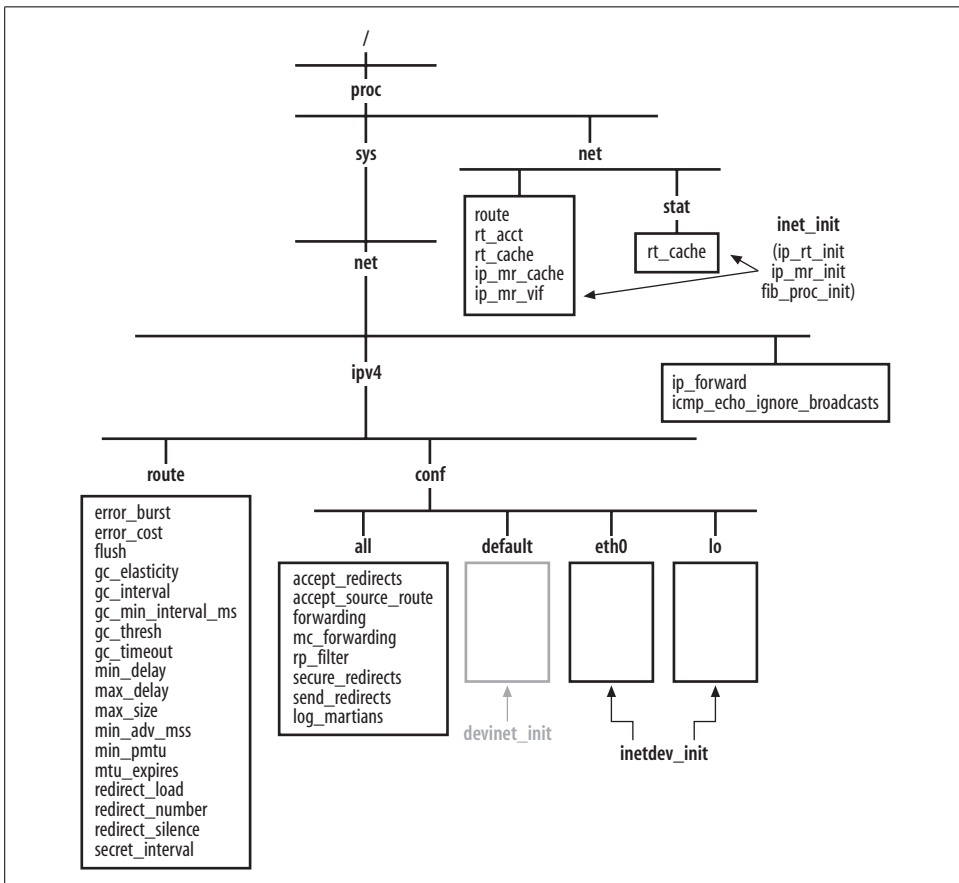 /
proc
sys
net
stat
route
rt_acct
rt_cache
ip_mr_cache
ip_mr_vif
rt_cache
inet_init
(ip_rt_init
ip_mr_init
fib_proc_init)
net
ipv4
ip_forward
icmp_echo_ignore_broadcasts
route
conf
error_burst
error_cost
flush
gc_elasticity
gc_interval
gc_min_interval_ms
gc_thresh
gc_timeout
min_delay
max_delay
max_size
min_adv_mss
min_pmtu
mtu_expires
redirect_load
redirect_number
redirect_silence
secret_interval
all
default
eth0
lo
accept_redirects
accept_source_route
forwarding
mc_forwarding
rp_filter
secure_redirects
send_redirects
log_martians
devinet_init
inetdev_init